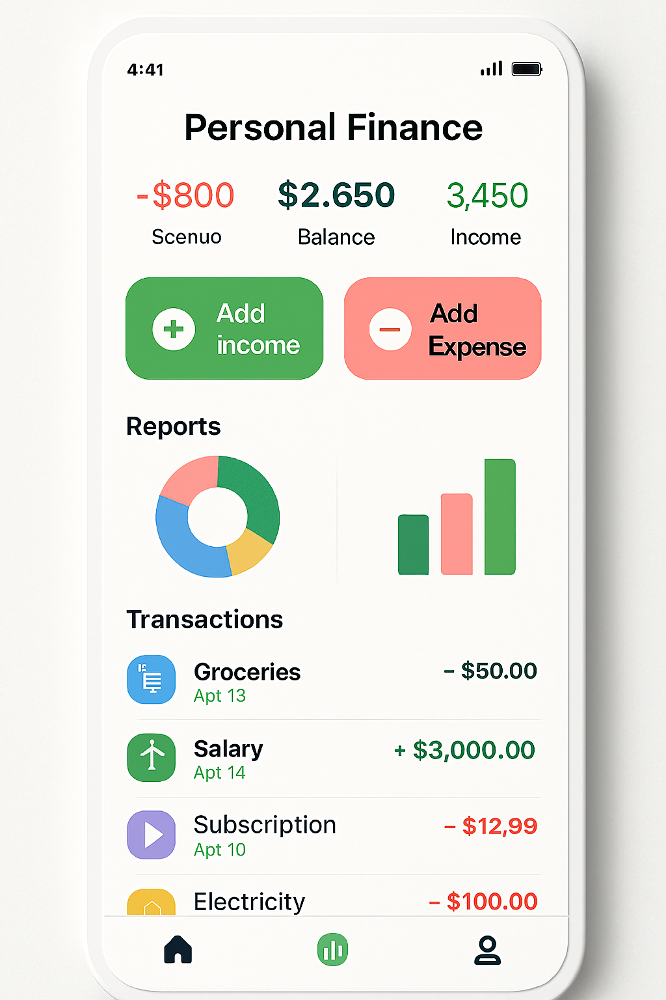 4:41
Personal Finance
-$800 $2.650 3,450
Scenuo Balance Income
Add income
Add Expense
Reports
Transactions
Groceries – $50.00
Apt 13
Salary + $3,000.00
Apt 14
Subscription – $12,99
Apt 10
Electricity – $100.00